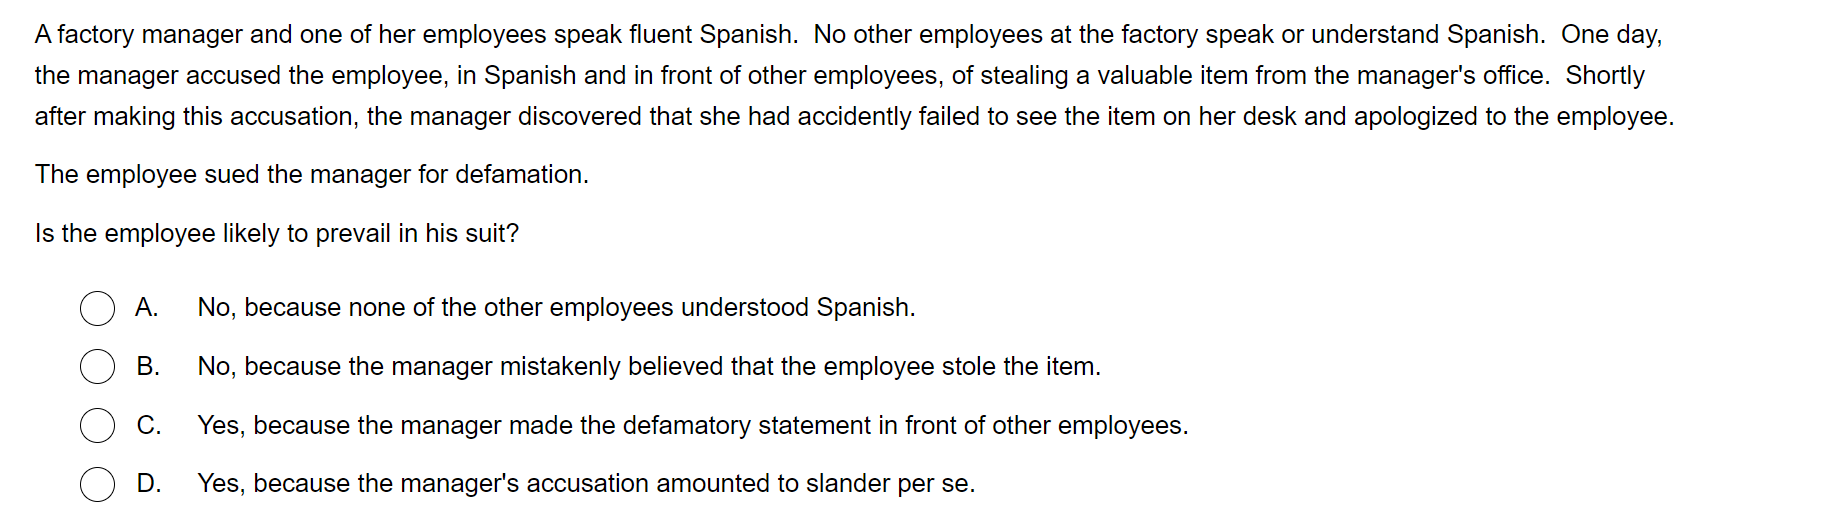 A factory manager and one of her employees speak fluent Spanish.  No other employees at the factory speak or understand Spanish.  One day,
the manager accused the employee, in Spanish and in front of other employees, of stealing a valuable item from the manager's office.  Shortly
after making this accusation, the manager discovered that she had accidently failed to see the item on her desk and apologized to the employee.
The employee sued the manager for defamation.
Is the employee likely to prevail in his suit?
A. No, because none of the other employees understood Spanish.
B. No, because the manager mistakenly believed that the employee stole the item.
C. Yes, because the manager made the defamatory statement in front of other employees.
D. Yes, because the manager's accusation amounted to slander per se.